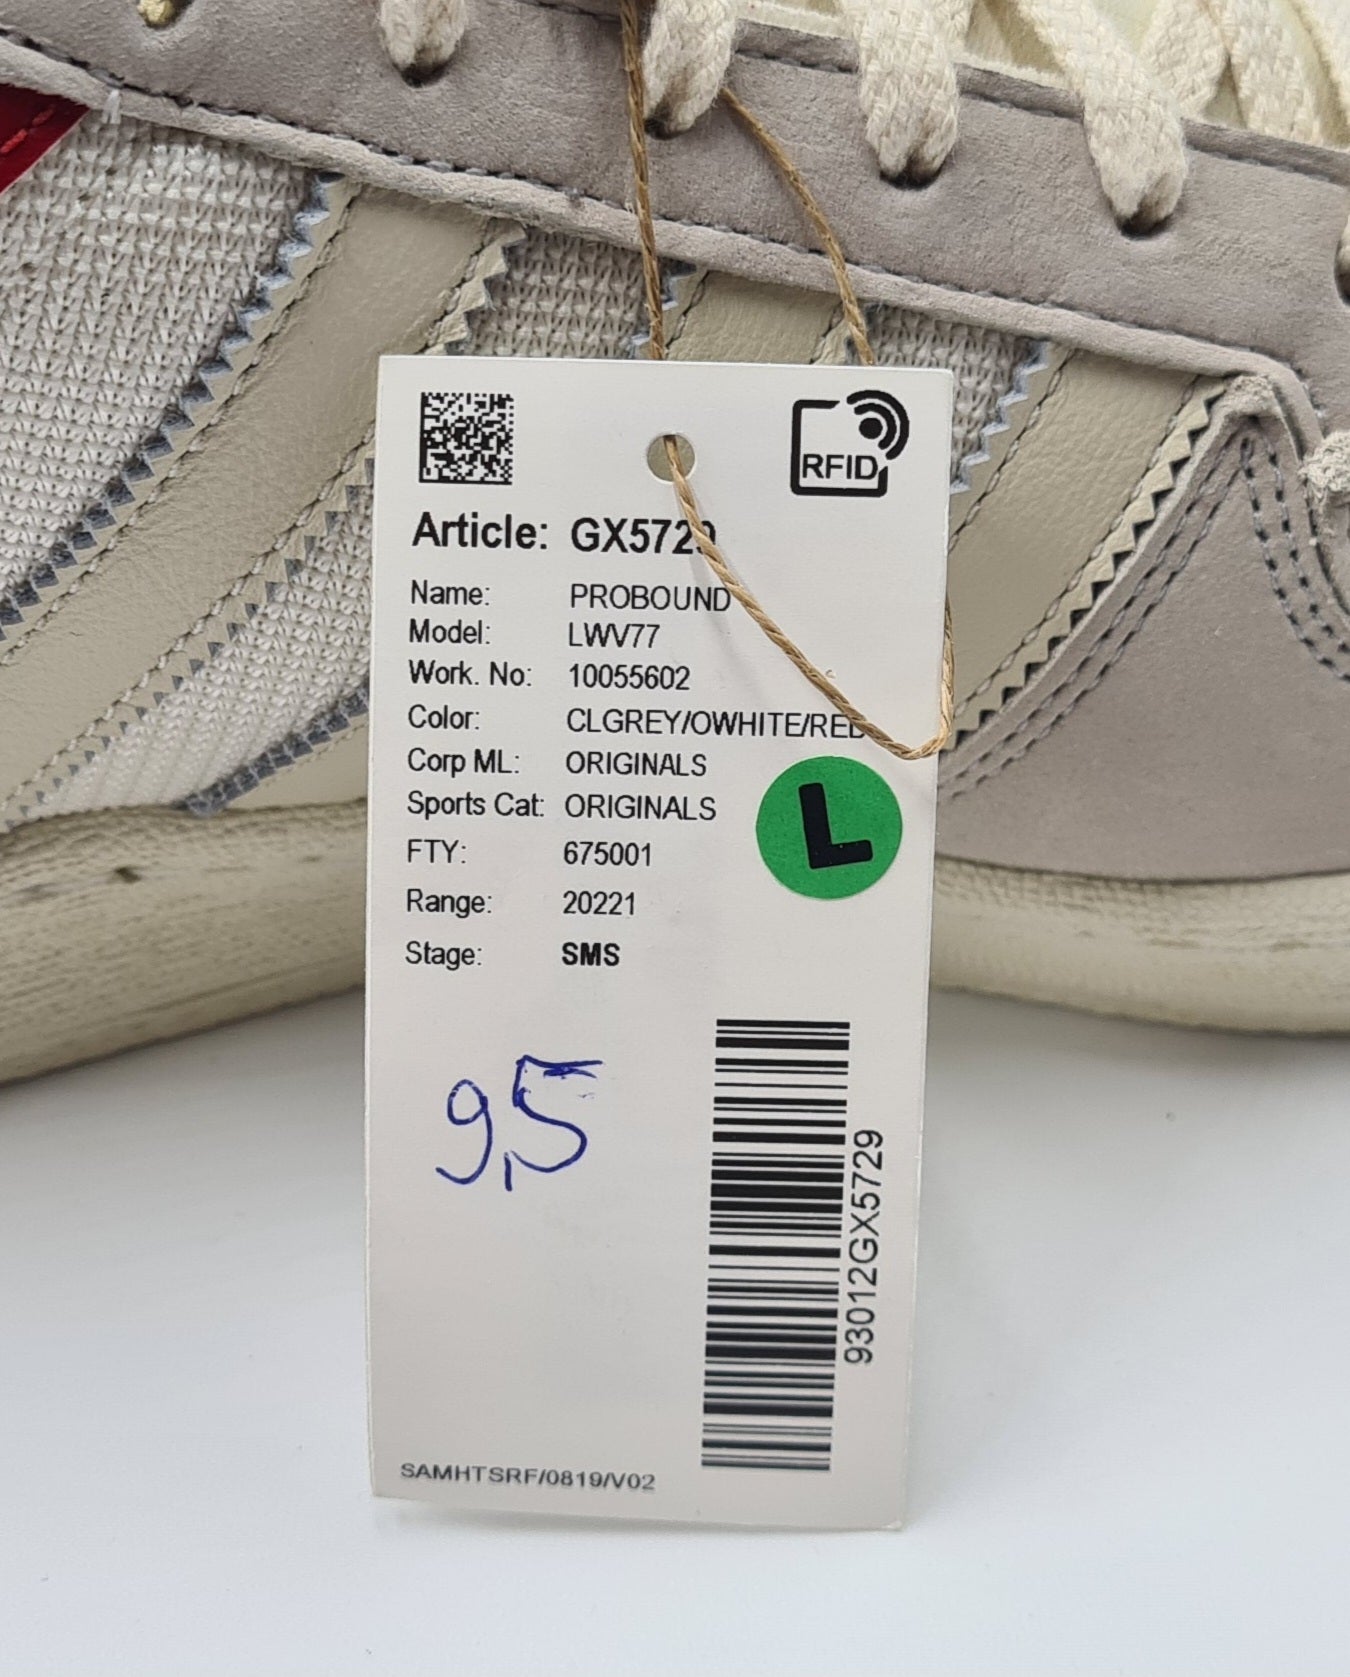 RFID
Article: GX5729
Name: PROBOUND
Model: LWV77
Work. No: 10055602
Color: CLGREY/OWHITE/RED
Corp ML: ORIGINALS
Sports Cat: ORIGINALS
L
FTY: 675001
Range: 20221
Stage: SMS
9,5
93012GX5729
SAMHTSRF/0819/V02